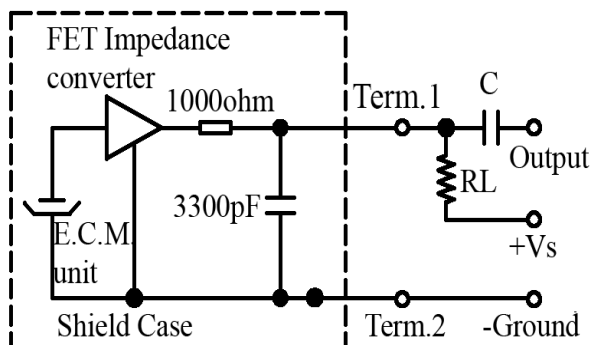 FET Impedance
converter
1000ohm
Term.1
C
Output
RL
3300pF
+Vs
E.C.M.
unit
Shield Case
Term.2
-Ground